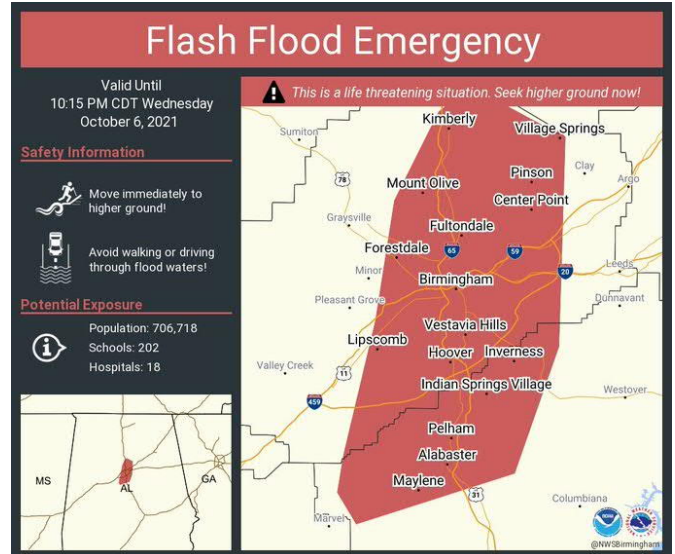 Flash Flood Emergency
Valid Until
10:15 PM CDT Wednesday
October 6, 2021
Safety Information
Move immediately to
higher ground!
Avoid walking or driving
through flood waters!
Potential Exposure
Population: 706,718
Schools: 202
Hospitals: 18
MS
AL
GA
This is a life threatening situation. Seek higher ground now!
Kimberly
Village Springs
Sumiton
Clay
Pinson
78
Mount Olive
Argo
Center Point
Graysville
Fultondale
Forestdale
65
59
Minor
20
Leeds
Birmingham
Pleasant Grove
Dunnavant
Vestavia Hills
Lipscomb
Hoover
Inverness
Valley Creek
11
Indian Springs Village
Westover
459
Pelham
Alabaster
Maylene
31
Columbiana
Marvel
NOAA
@NWSBirmingham